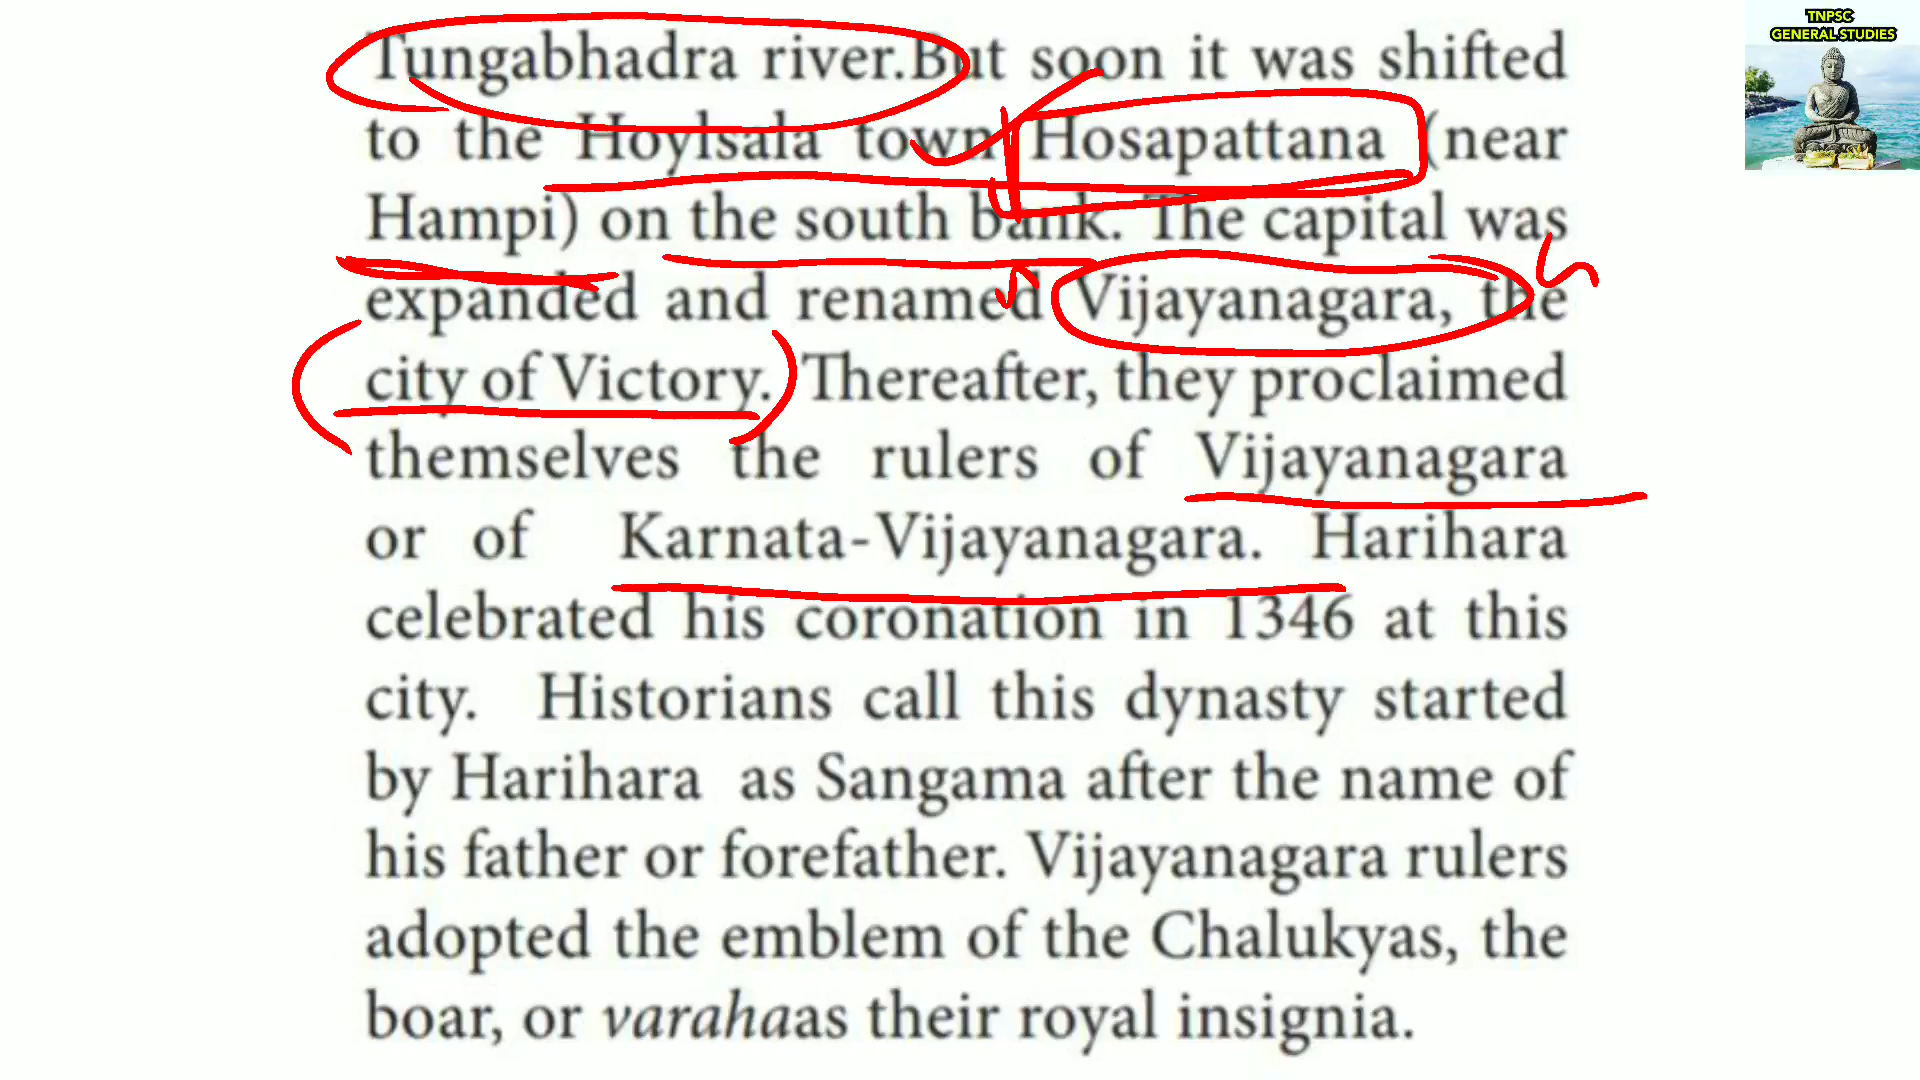 TNPSC
GENERAL STUDIES
Tungabhadra river.But soon it was shifted
to the Hoylsala town Hosapattana (near
Hampi) on the south bank. The capital was
expanded and renamed Vijayanagara, the
city of Victory. Thereafter, they proclaimed
themselves the rulers of Vijayanagara
or of Karnata-Vijayanagara. Harihara
celebrated his coronation in 1346 at this
city. Historians call this dynasty started
by Harihara as Sangama after the name of
his father or forefather. Vijayanagara rulers
adopted the emblem of the Chalukyas, the
boar, or varahaas their royal insignia.